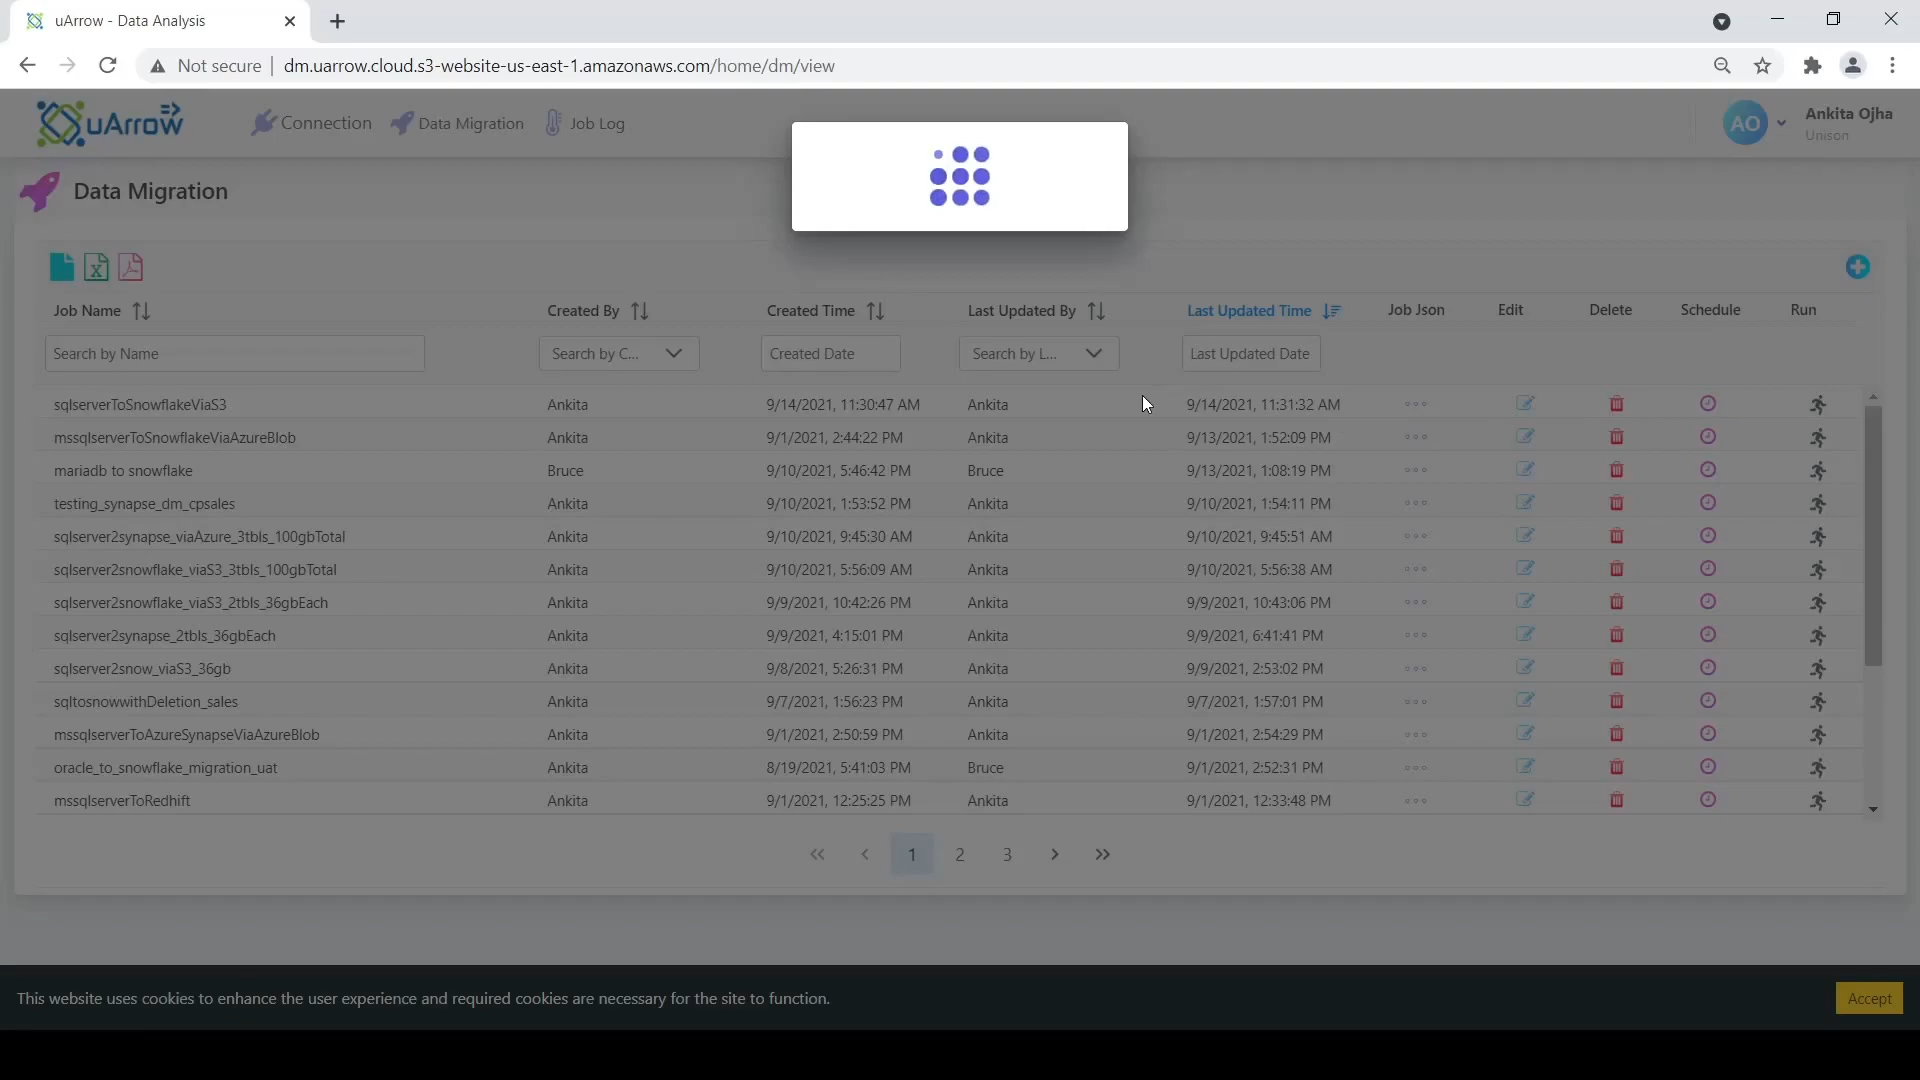 uArrow - Data Analysis
Not secure | dm.uarrow.cloud.s3-website-us-east-1.amazonaws.com/home/dm/view
uArrow Connection Data Migration Job Log AO Ankita Ojha
Unison
Data Migration
Job Name Created By Created Time Last Updated By Last Updated Time Job Json Edit Delete Schedule Run
Search by Name Search by C... Created Date Search by L... Last Updated Date
sqlserverToSnowflakeViaS3 Ankita 9/14/2021, 11:30:47 AM Ankita 9/14/2021, 11:31:32 AM
mssqlserverToSnowflakeViaAzureBlob Ankita 9/1/2021, 2:44:22 PM Ankita 9/13/2021, 1:52:09 PM
mariadb to snowflake Bruce 9/10/2021, 5:46:42 PM Bruce 9/13/2021, 1:08:19 PM
testing_synapse_dm_cpsales Ankita 9/10/2021, 1:53:52 PM Ankita 9/10/2021, 1:54:11 PM
sqlserver2synapse_viaAzure_3tbls_100gbTotal Ankita 9/10/2021, 9:45:30 AM Ankita 9/10/2021, 9:45:51 AM
sqlserver2snowflake_viaS3_3tbls_100gbTotal Ankita 9/10/2021, 5:56:09 AM Ankita 9/10/2021, 5:56:38 AM
sqlserver2snowflake_viaS3_2tbls_36gbEach Ankita 9/9/2021, 10:42:26 PM Ankita 9/9/2021, 10:43:06 PM
sqlserver2synapse_2tbls_36gbEach Ankita 9/9/2021, 4:15:01 PM Ankita 9/9/2021, 6:41:41 PM
sqlserver2snow_viaS3_36gb Ankita 9/8/2021, 5:26:31 PM Ankita 9/9/2021, 2:53:02 PM
sqltosnowwithDeletion_sales Ankita 9/7/2021, 1:56:23 PM Ankita 9/7/2021, 1:57:01 PM
mssqlserverToAzureSynapseViaAzureBlob Ankita 9/1/2021, 2:50:59 PM Ankita 9/1/2021, 2:54:29 PM
oracle_to_snowflake_migration_uat Ankita 8/19/2021, 5:41:03 PM Bruce 9/1/2021, 2:52:31 PM
mssqlserverToRedhift Ankita 9/1/2021, 12:25:25 PM Ankita 9/1/2021, 12:33:48 PM
« ‹ 1 2 3 › »
This website uses cookies to enhance the user experience and required cookies are necessary for the site to function. Accept